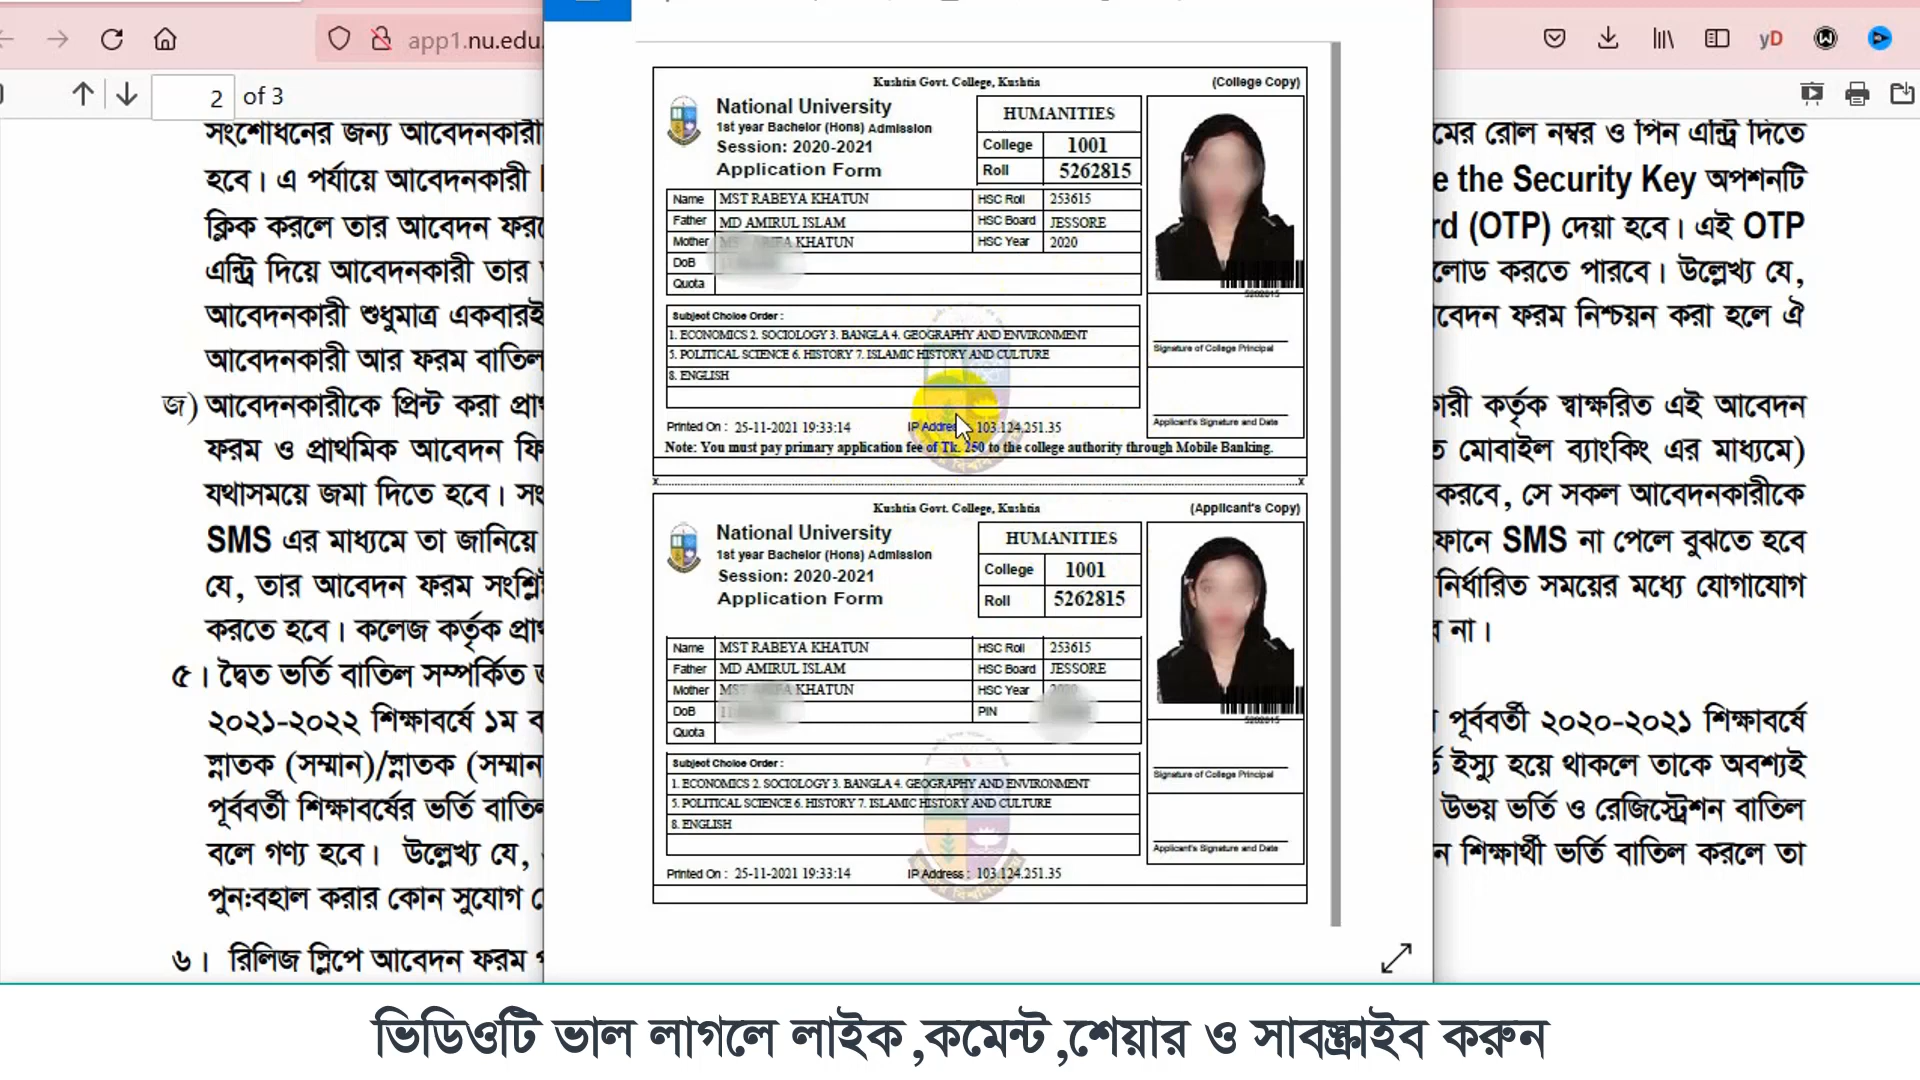 app1.nu.edu.
yD
2 of 3
সংশোধনের জন্য আবেদনকারী
হবে। এ পর্যায়ে আবেদনকারী
ক্লিক করলে তার আবেদন ফরমে
এন্ট্রি দিয়ে আবেদনকারী তার
আবেদনকারী শুধুমাত্র একবারই
আবেদনকারী আর ফরম বাতিল
জ) আবেদনকারীকে প্রিন্ট করা
ফরম ও প্রাথমিক আবেদন ফি
যথাসময়ে জমা দিতে হবে।
SMS এর মাধ্যমে তা জানিয়ে
যে, তার আবেদন ফরম
করতে হবে। কলেজ কর্তৃক
৫। দ্বৈত ভর্তি বাতিল সম্পর্কিত
২০২১-২০২২ শিক্ষাবর্ষে ১ম
স্নাতক (সম্মান)/স্নাতক (সম্মান
পূর্ববর্তী শিক্ষাবর্ষের ভর্তি বাতিল
বলে গণ্য হবে। উল্লেখ্য যে,
পুনঃবহাল করার কোন সুযোগ
৬। রিলিজ স্লিপে আবেদন ফরম
Kushtia Govt. College, Kushtia (College Copy)
National University
1st year Bachelor (Hons) Admission
Session: 2020-2021
Application Form
HUMANITIES
College 1001
Roll 5262815
Name MST RABEYA KHATUN HSC Roll 253615
Father MD AMIRUL ISLAM HSC Board JESSORE
Mother KHATUN HSC Year 2020
DoB
Quota
Signature of College Principal
Subject Choice Order :
1. ECONOMICS 2. SOCIOLOGY 3. BANGLA 4. GEOGRAPHY AND ENVIRONMENT
5. POLITICAL SCIENCE 6. HISTORY 7. ISLAMIC HISTORY AND CULTURE
8. ENGLISH
Applicant's Signature and Date
Printed On : 25-11-2021 19:33:14 IP Address : 103.124.251.35
Note: You must pay primary application fee of Tk. 250 to the college authority through Mobile Banking.
Kushtia Govt. College, Kushtia (Applicant's Copy)
National University
1st year Bachelor (Hons) Admission
Session: 2020-2021
Application Form
HUMANITIES
College 1001
Roll 5262815
Name MST RABEYA KHATUN HSC Roll 253615
Father MD AMIRUL ISLAM HSC Board JESSORE
Mother KHATUN HSC Year
DoB PIN
Quota
Signature of College Principal
Subject Choice Order :
1. ECONOMICS 2. SOCIOLOGY 3. BANGLA 4. GEOGRAPHY AND ENVIRONMENT
5. POLITICAL SCIENCE 6. HISTORY 7. ISLAMIC HISTORY AND CULTURE
8. ENGLISH
Applicant's Signature and Date
Printed On : 25-11-2021 19:33:14 IP Address : 103.124.251.35
রোল নম্বর ও পিন এন্ট্রি দিতে
the Security Key অপশনটি
(OTP) দেয়া হবে। এই OTP
করতে পারবে। উল্লেখ্য যে,
ফরম নিশ্চয়ন করা হলে ঐ
কর্তৃক স্বাক্ষরিত এই আবেদন
মোবাইল ব্যাংকিং এর মাধ্যমে)
করবে, সে সকল আবেদনকারীকে
ফোনে SMS না পেলে বুঝতে হবে
নির্ধারিত সময়ের মধ্যে যোগাযোগ
না।
পূর্ববর্তী ২০২০-২০২১ শিক্ষাবর্ষে
ইস্যু হয়ে থাকলে তাকে অবশ্যই
উভয় ভর্তি ও রেজিস্ট্রেশন বাতিল
শিক্ষার্থী ভর্তি বাতিল করলে তা
ভিডিওটি ভাল লাগলে লাইক,কমেন্ট,শেয়ার ও সাবস্ক্রাইব করুন